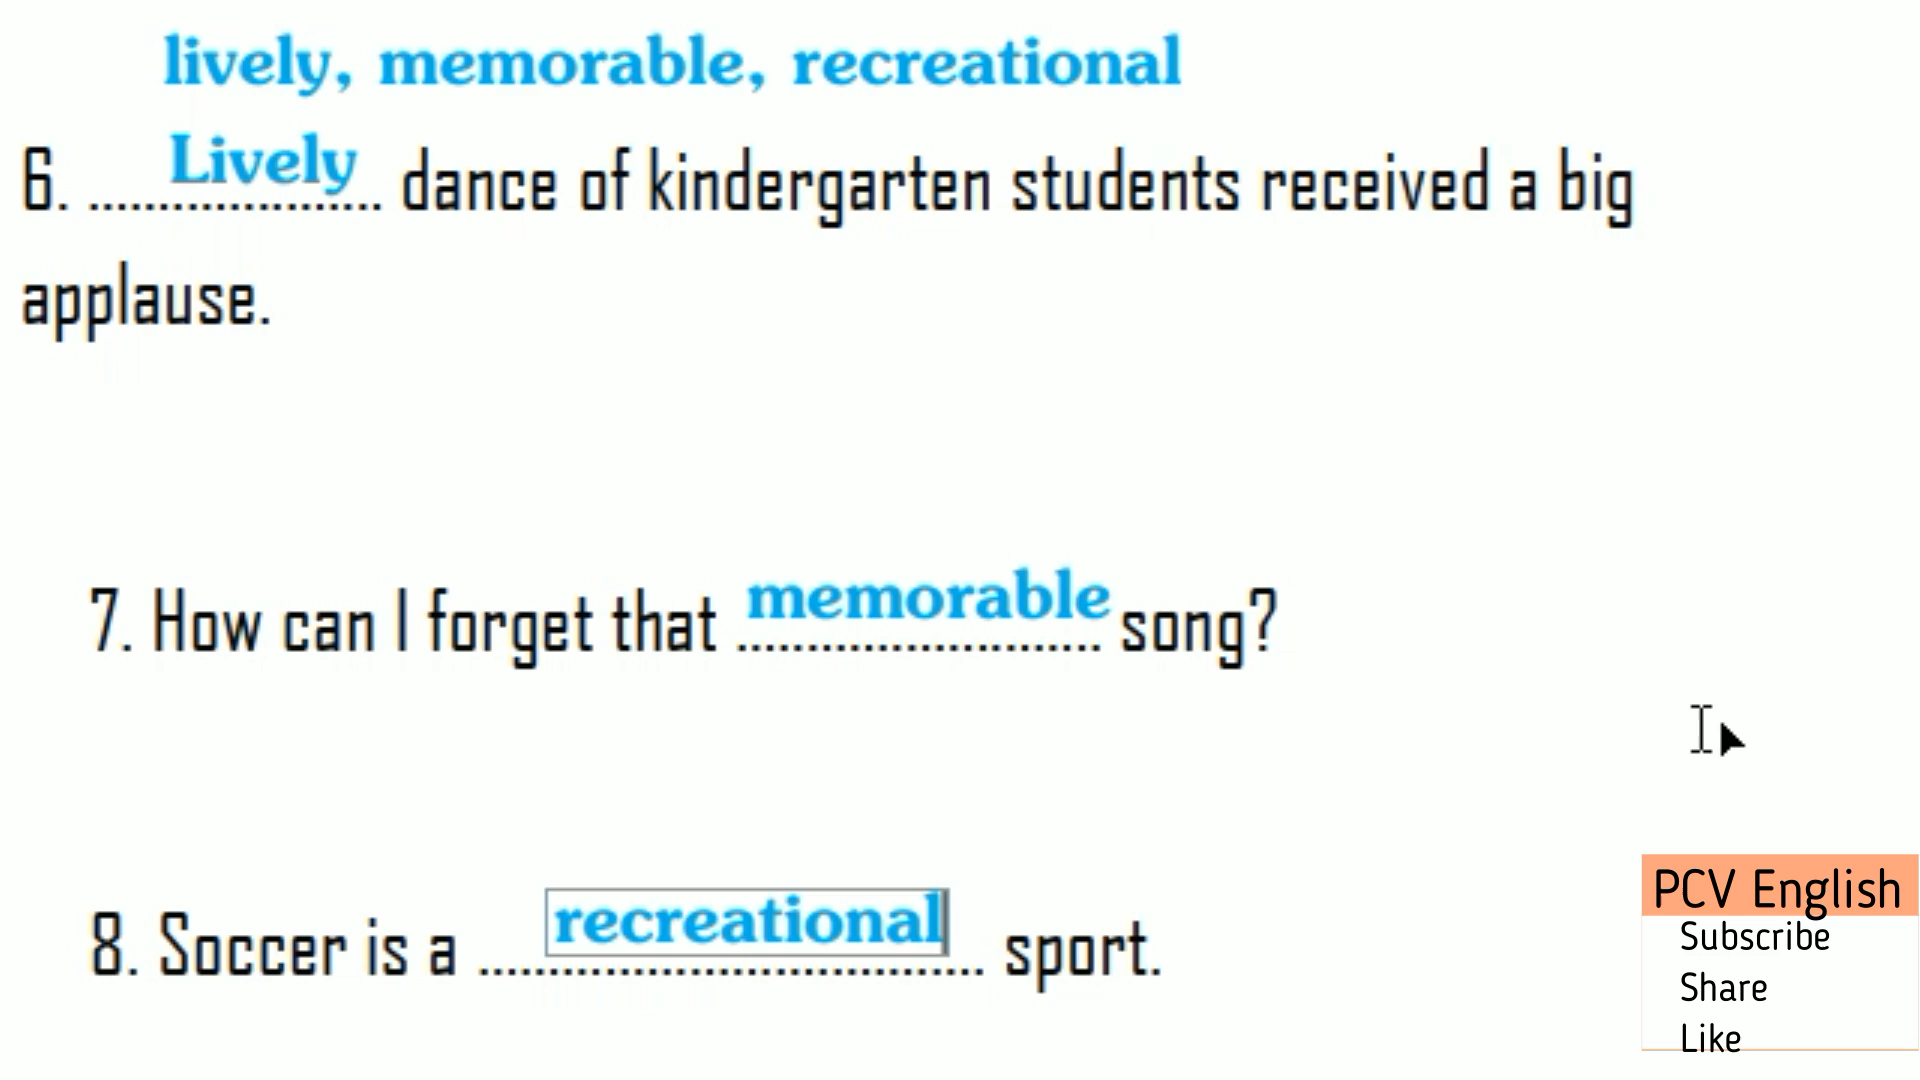 lively, memorable, recreational
6. ..................... Lively dance of kindergarten students received a big
applause.
7. How can I forget that .......................... memorable song?
8. Soccer is a .................................... recreational sport.
PCV English
Subscribe
Share
Like